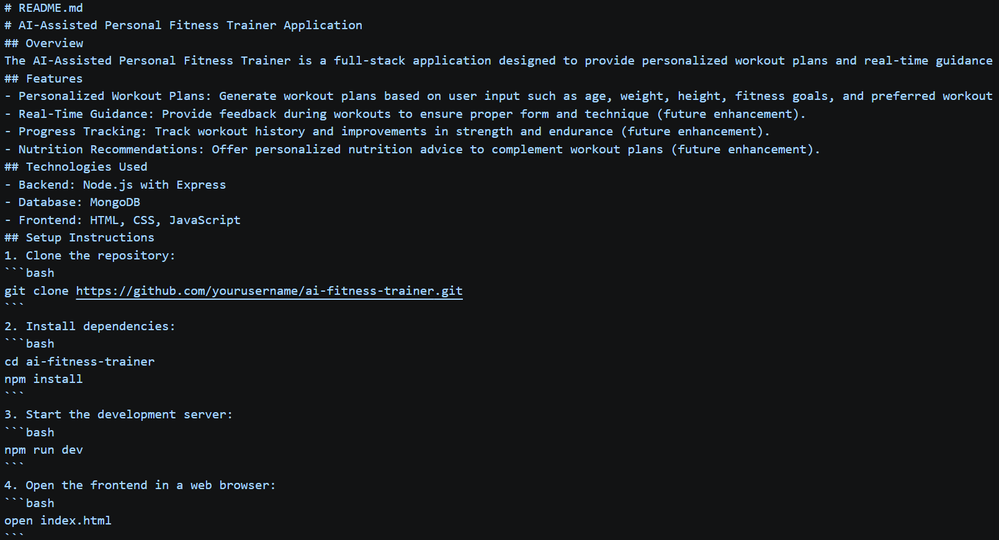 # README.md
# AI-Assisted Personal Fitness Trainer Application
## Overview
The AI-Assisted Personal Fitness Trainer is a full-stack application designed to provide personalized workout plans and real-time guidance
## Features
- Personalized Workout Plans: Generate workout plans based on user input such as age, weight, height, fitness goals, and preferred workout
- Real-Time Guidance: Provide feedback during workouts to ensure proper form and technique (future enhancement).
- Progress Tracking: Track workout history and improvements in strength and endurance (future enhancement).
- Nutrition Recommendations: Offer personalized nutrition advice to complement workout plans (future enhancement).
## Technologies Used
- Backend: Node.js with Express
- Database: MongoDB
- Frontend: HTML, CSS, JavaScript
## Setup Instructions
1. Clone the repository:
```bash
git clone https://github.com/yourusername/ai-fitness-trainer.git
```
2. Install dependencies:
```bash
cd ai-fitness-trainer
npm install
```
3. Start the development server:
```bash
npm run dev
```
4. Open the frontend in a web browser:
```bash
open index.html
```